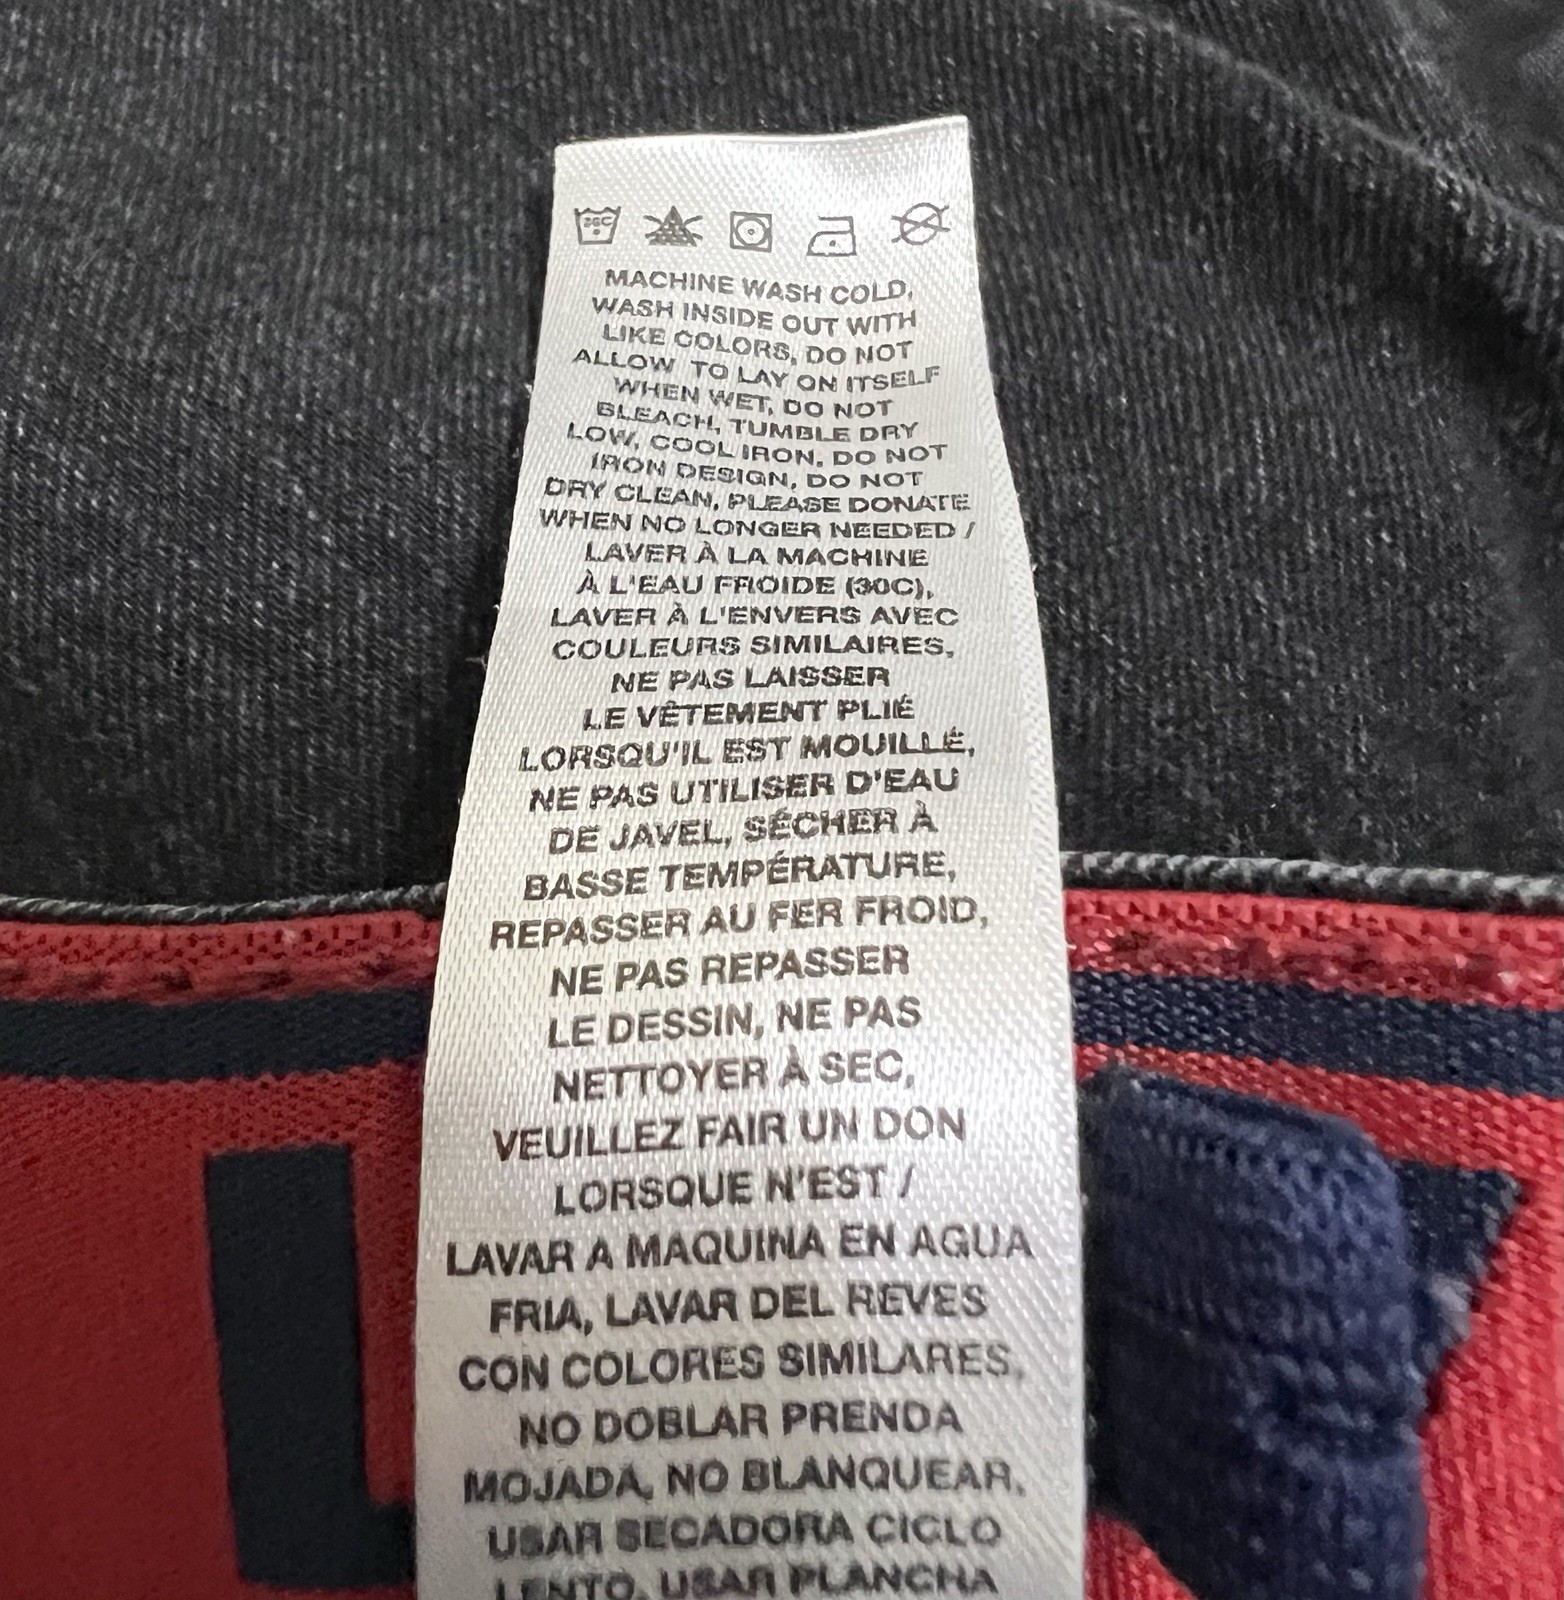 30C
MACHINE WASH COLD,
WASH INSIDE OUT WITH
LIKE COLORS, DO NOT
ALLOW TO LAY ON ITSELF
WHEN WET, DO NOT
BLEACH, TUMBLE DRY
LOW, COOL IRON, DO NOT
IRON DESIGN, DO NOT
DRY CLEAN, PLEASE DONATE
WHEN NO LONGER NEEDED /
LAVER À LA MACHINE
À L'EAU FROIDE (30C),
LAVER À L'ENVERS AVEC
COULEURS SIMILAIRES,
NE PAS LAISSER
LE VÊTEMENT PLIÉ
LORSQU'IL EST MOUILLÉ,
NE PAS UTILISER D'EAU
DE JAVEL, SÉCHER À
BASSE TEMPÉRATURE,
REPASSER AU FER FROID,
NE PAS REPASSER
LE DESSIN, NE PAS
NETTOYER À SEC,
VEUILLEZ FAIR UN DON
LORSQUE N'EST /
LAVAR A MAQUINA EN AGUA
FRIA, LAVAR DEL REVES
CON COLORES SIMILARES,
NO DOBLAR PRENDA
MOJADA, NO BLANQUEAR,
USAR SECADORA CICLO
LENTO, USAR PLANCHA